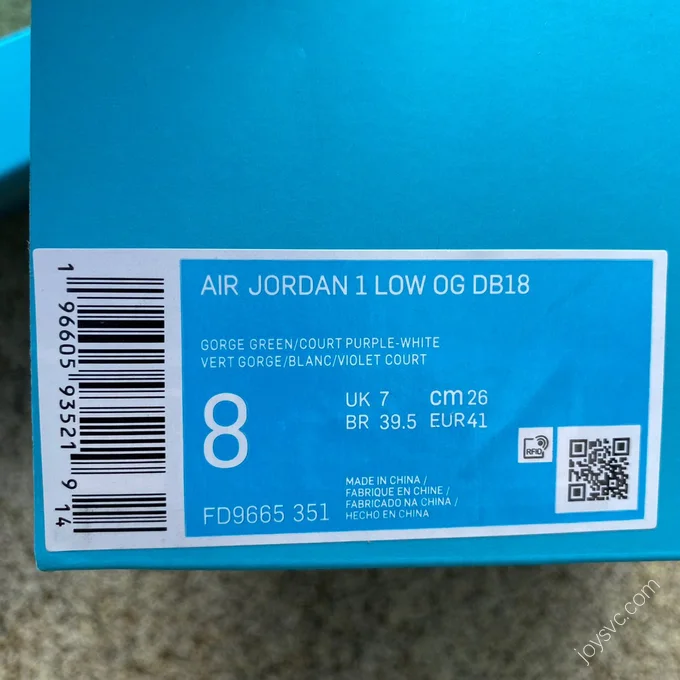 AIR JORDAN 1 LOW OG DB18
GORGE GREEN/COURT PURPLE-WHITE
VERT GORGE/BLANC/VIOLET COURT
8
UK 7 cm 26
BR 39.5 EUR 41
RFID
FD9665 351
MADE IN CHINA /
FABRIQUE EN CHINE /
FABRICADO NA CHINA /
HECHO EN CHINA
1 96605 93521 9 14
joysvc.com